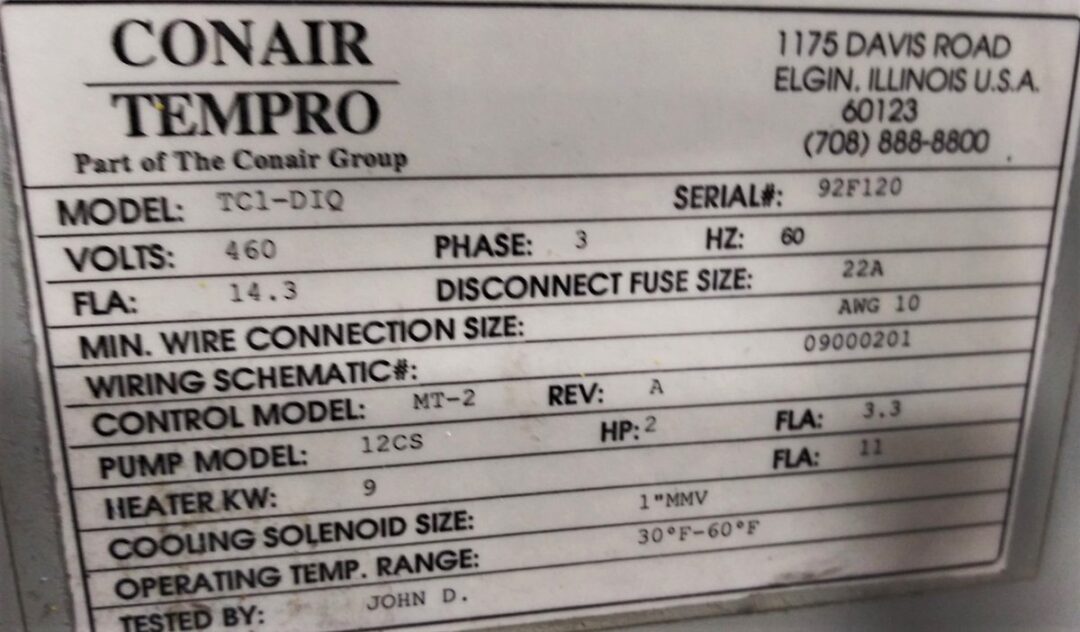 CONAIR
TEMPRO
Part of The Conair Group
1175 DAVIS ROAD
ELGIN, ILLINOIS U.S.A.
60123
(708) 888-8800
MODEL: TC1-DIQ SERIAL#: 92F120
VOLTS: 460 PHASE: 3 HZ: 60
FLA: 14.3 DISCONNECT FUSE SIZE: 22A
MIN. WIRE CONNECTION SIZE: AWG 10
WIRING SCHEMATIC#: 09000201
CONTROL MODEL: MT-2 REV: A
PUMP MODEL: 12CS HP: 2 FLA: 3.3
HEATER KW: 9 FLA: 11
COOLING SOLENOID SIZE: 1"MMV
OPERATING TEMP. RANGE: 30°F-60°F
TESTED BY: JOHN D.